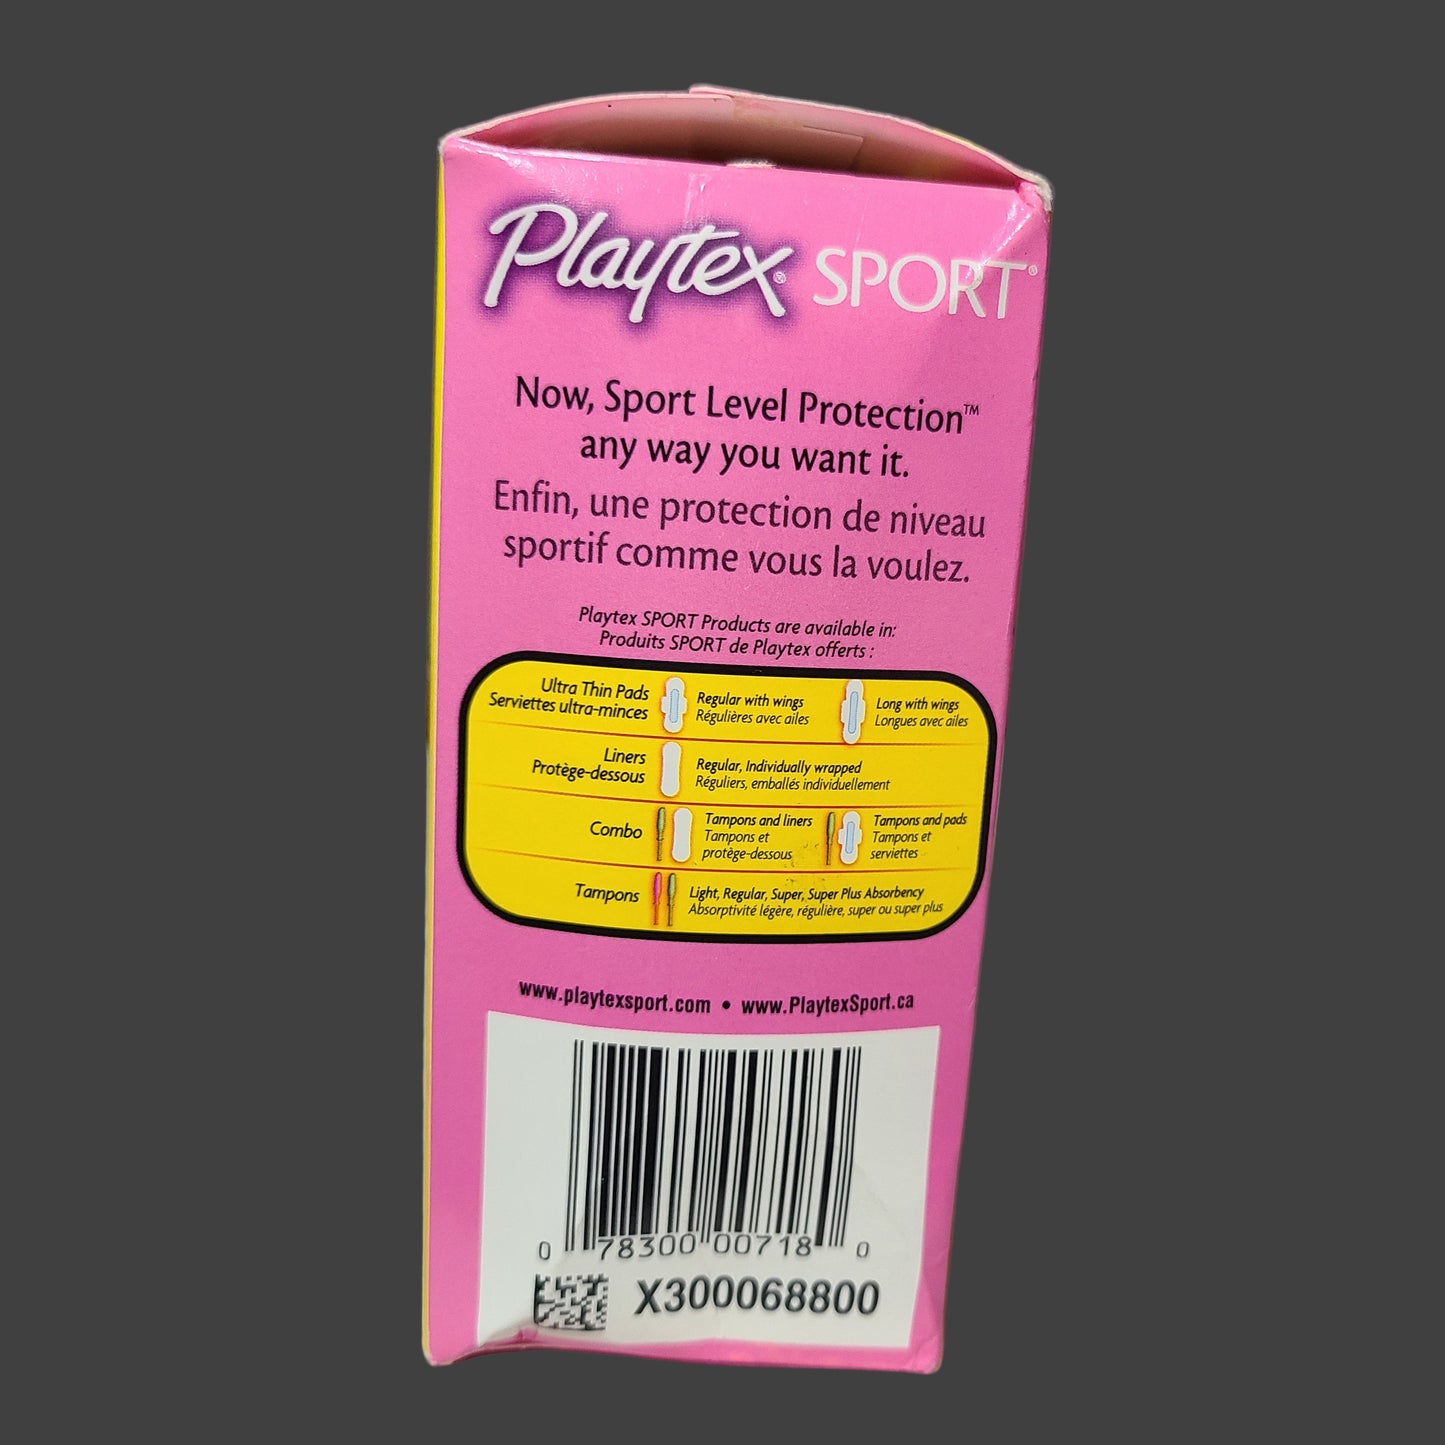 Playtex® SPORT®
Now, Sport Level Protection™
any way you want it.
Enfin, une protection de niveau
sportif comme vous la voulez.
Playtex SPORT Products are available in:
Produits SPORT de Playtex offerts :
Ultra Thin Pads
Serviettes ultra-minces
Regular with wings
Régulières avec ailes
Long with wings
Longues avec ailes
Liners
Protège-dessous
Regular, Individually wrapped
Réguliers, emballés individuellement
Combo
Tampons and liners
Tampons et
protège-dessous
Tampons and pads
Tampons et
serviettes
Tampons
Light, Regular, Super, Super Plus Absorbency
Absorptivité légère, régulière, super ou super plus
www.playtexsport.com • www.PlaytexSport.ca
0 78300 00718 0
X300068800